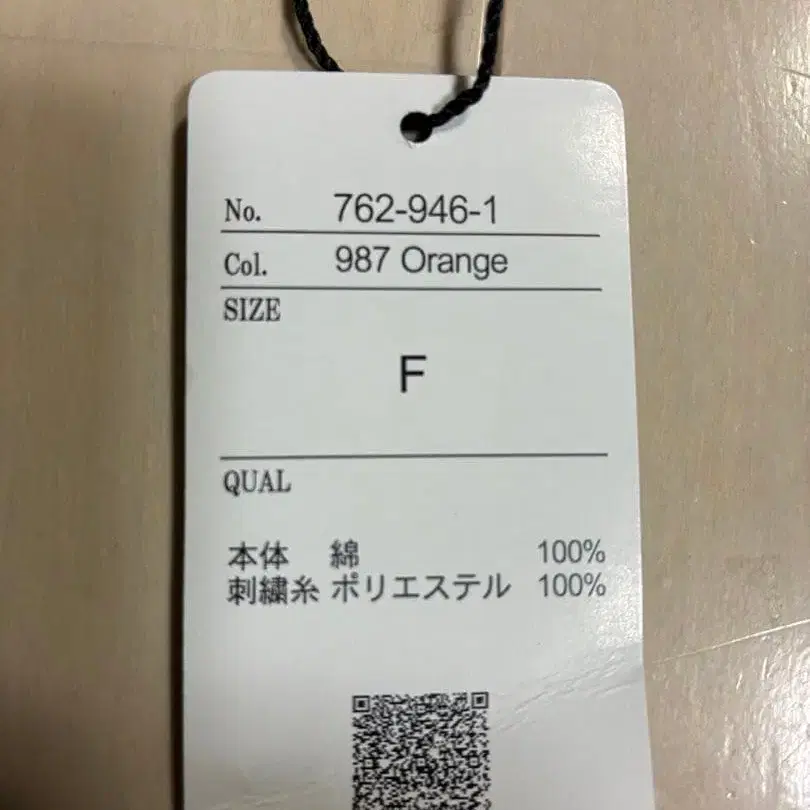 No. 762-946-1
Col. 987 Orange
SIZE
F
QUAL
本体 綿 100%
刺繍糸 ポリエステル 100%